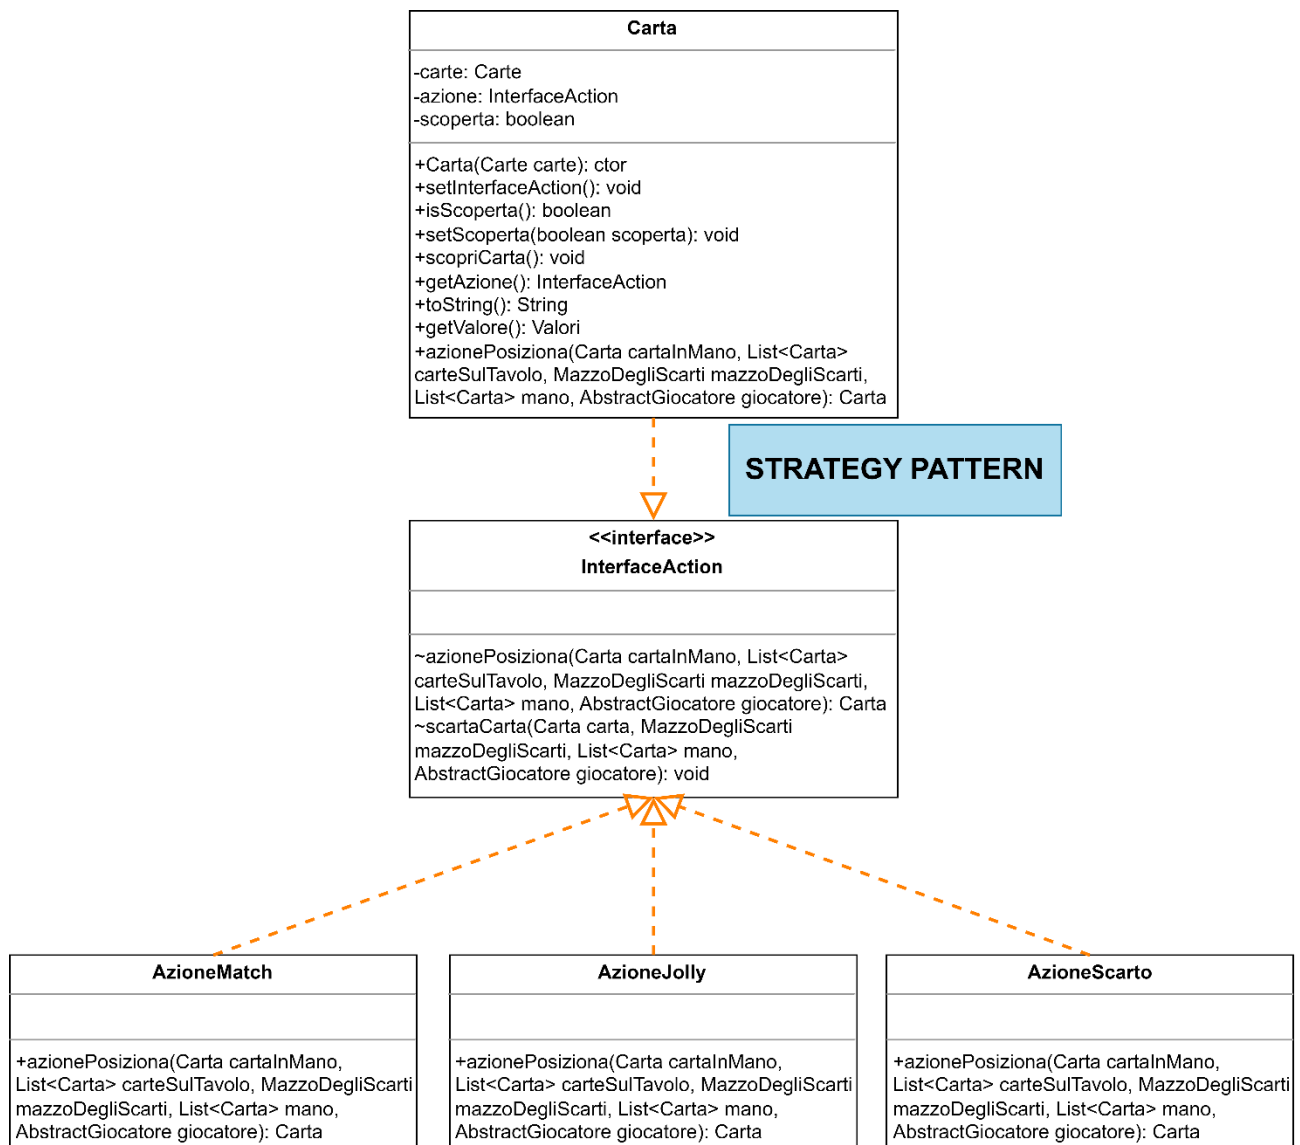 Carta
-carte: Carte
-azione: InterfaceAction
-scoperta: boolean
+Carta(Carte carte): ctor
+setInterfaceAction(): void
+isScoperta(): boolean
+setScoperta(boolean scoperta): void
+scopriCarta(): void
+getAzione(): InterfaceAction
+toString(): String
+getValore(): Valori
+azionePosiziona(Carta cartaInMano, List<Carta>
carteSulTavolo, MazzoDegliScarti mazzoDegliScarti,
List<Carta> mano, AbstractGiocatore giocatore): Carta
STRATEGY PATTERN
<<interface>>
InterfaceAction
~azionePosiziona(Carta cartaInMano, List<Carta>
carteSulTavolo, MazzoDegliScarti mazzoDegliScarti,
List<Carta> mano, AbstractGiocatore giocatore): Carta
~scartaCarta(Carta carta, MazzoDegliScarti
mazzoDegliScarti, List<Carta> mano,
AbstractGiocatore giocatore): void
AzioneMatch
+azionePosiziona(Carta cartaInMano,
List<Carta> carteSulTavolo, MazzoDegliScarti
mazzoDegliScarti, List<Carta> mano,
AbstractGiocatore giocatore): Carta
AzioneJolly
+azionePosiziona(Carta cartaInMano,
List<Carta> carteSulTavolo, MazzoDegliScarti
mazzoDegliScarti, List<Carta> mano,
AbstractGiocatore giocatore): Carta
AzioneScarto
+azionePosiziona(Carta cartaInMano,
List<Carta> carteSulTavolo, MazzoDegliScarti
mazzoDegliScarti, List<Carta> mano,
AbstractGiocatore giocatore): Carta